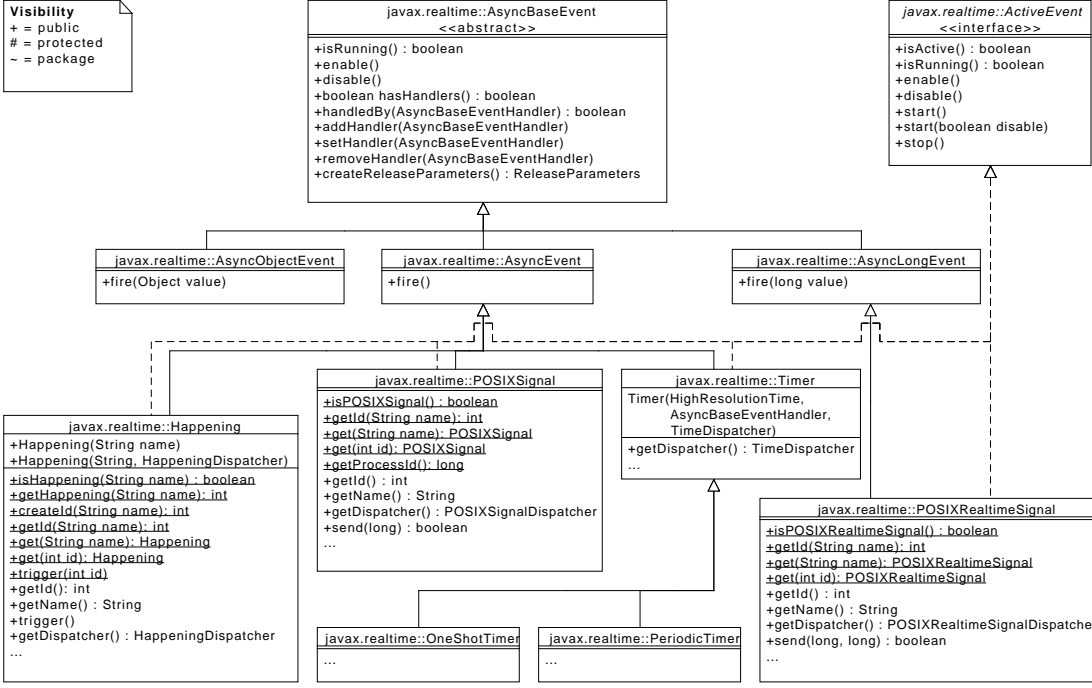 Visibility
+ = public
# = protected
~ = package
javax.realtime::AsyncBaseEvent
<<abstract>>
+isRunning() : boolean
+enable()
+disable()
+boolean hasHandlers() : boolean
+handledBy(AsyncBaseEventHandler) : boolean
+addHandler(AsyncBaseEventHandler)
+setHandler(AsyncBaseEventHandler)
+removeHandler(AsyncBaseEventHandler)
+createReleaseParameters() : ReleaseParameters
javax.realtime::ActiveEvent
<<interface>>
+isActive() : boolean
+isRunning() : boolean
+enable()
+disable()
+start()
+start(boolean disable)
+stop()
javax.realtime::AsyncObjectEvent
+fire(Object value)
javax.realtime::AsyncEvent
+fire()
javax.realtime::AsyncLongEvent
+fire(long value)
javax.realtime::Happening
+Happening(String name)
+Happening(String, HappeningDispatcher)
+isHappening(String name) : boolean
+getHappening(String name): int
+createId(String name): int
+getId(String name): int
+get(String name): Happening
+get(int id): Happening
+trigger(int id)
+getId(): int
+getName() : String
+trigger()
+getDispatcher() : HappeningDispatcher
...
javax.realtime::POSIXSignal
+isPOSIXSignal() : boolean
+getId(String name): int
+get(String name): POSIXSignal
+get(int id): POSIXSignal
+getProcessId(): long
+getId() : int
+getName() : String
+getDispatcher() : POSIXSignalDispatcher
+send(long) : boolean
...
javax.realtime::Timer
Timer(HighResolutionTime,
AsyncBaseEventHandler,
TimeDispatcher)
+getDispatcher() : TimeDispatcher
...
javax.realtime::POSIXRealtimeSignal
+isPOSIXRealtimeSignal() : boolean
+getId(String name): int
+get(String name): POSIXRealtimeSignal
+get(int id): POSIXRealtimeSignal
+getId() : int
+getName() : String
+getDispatcher() : POSIXRealtimeSignalDispatcher
+send(long, long) : boolean
...
javax.realtime::OneShotTimer
...
javax.realtime::PeriodicTimer
...